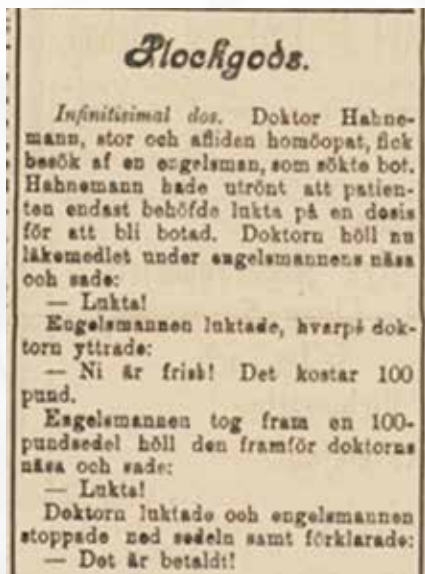 Plockgods.
Infinitisimal dos. Doktor Hahne-
mann, stor och afliden homöopat, fick
besök af en engelsman, som sökte bot.
Hahnemann hade utrönt att patien-
ten endast behöfde lukta på en dosis
för att bli botad. Doktorn höll nu
läkemedlet under engelsmannens näsa
och sade:
— Lukta!
Engelsmannen luktade, hvarpå dok-
torn yttrade:
— Ni är frisk! Det kostar 100
pund.
Engelsmannen tog fram en 100-
pundsedel höll den framför doktorns
näsa och sade:
— Lukta!
Doktorn luktade och engelsmannen
stoppade ned sedeln samt förklarade:
— Det är betaldt!